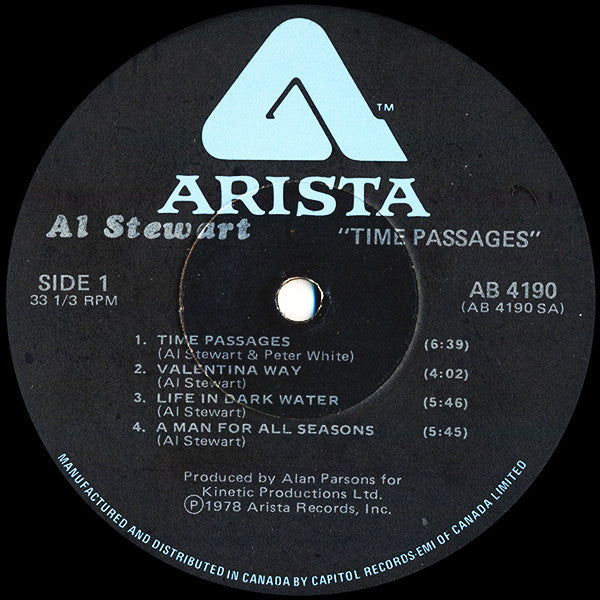 TM
ARISTA
Al Stewart
"TIME PASSAGES"
SIDE 1
33 1/3 RPM
AB 4190
(AB 4190 SA)
1. TIME PASSAGES (6:39)
(Al Stewart & Peter White)
2. VALENTINA WAY (4:02)
(Al Stewart)
3. LIFE IN DARK WATER (5:46)
(Al Stewart)
4. A MAN FOR ALL SEASONS (5:45)
(Al Stewart)
Produced by Alan Parsons for
Kinetic Productions Ltd.
Ⓟ1978 Arista Records, Inc.
MANUFACTURED AND DISTRIBUTED IN CANADA BY CAPITOL RECORDS-EMI OF CANADA LIMITED